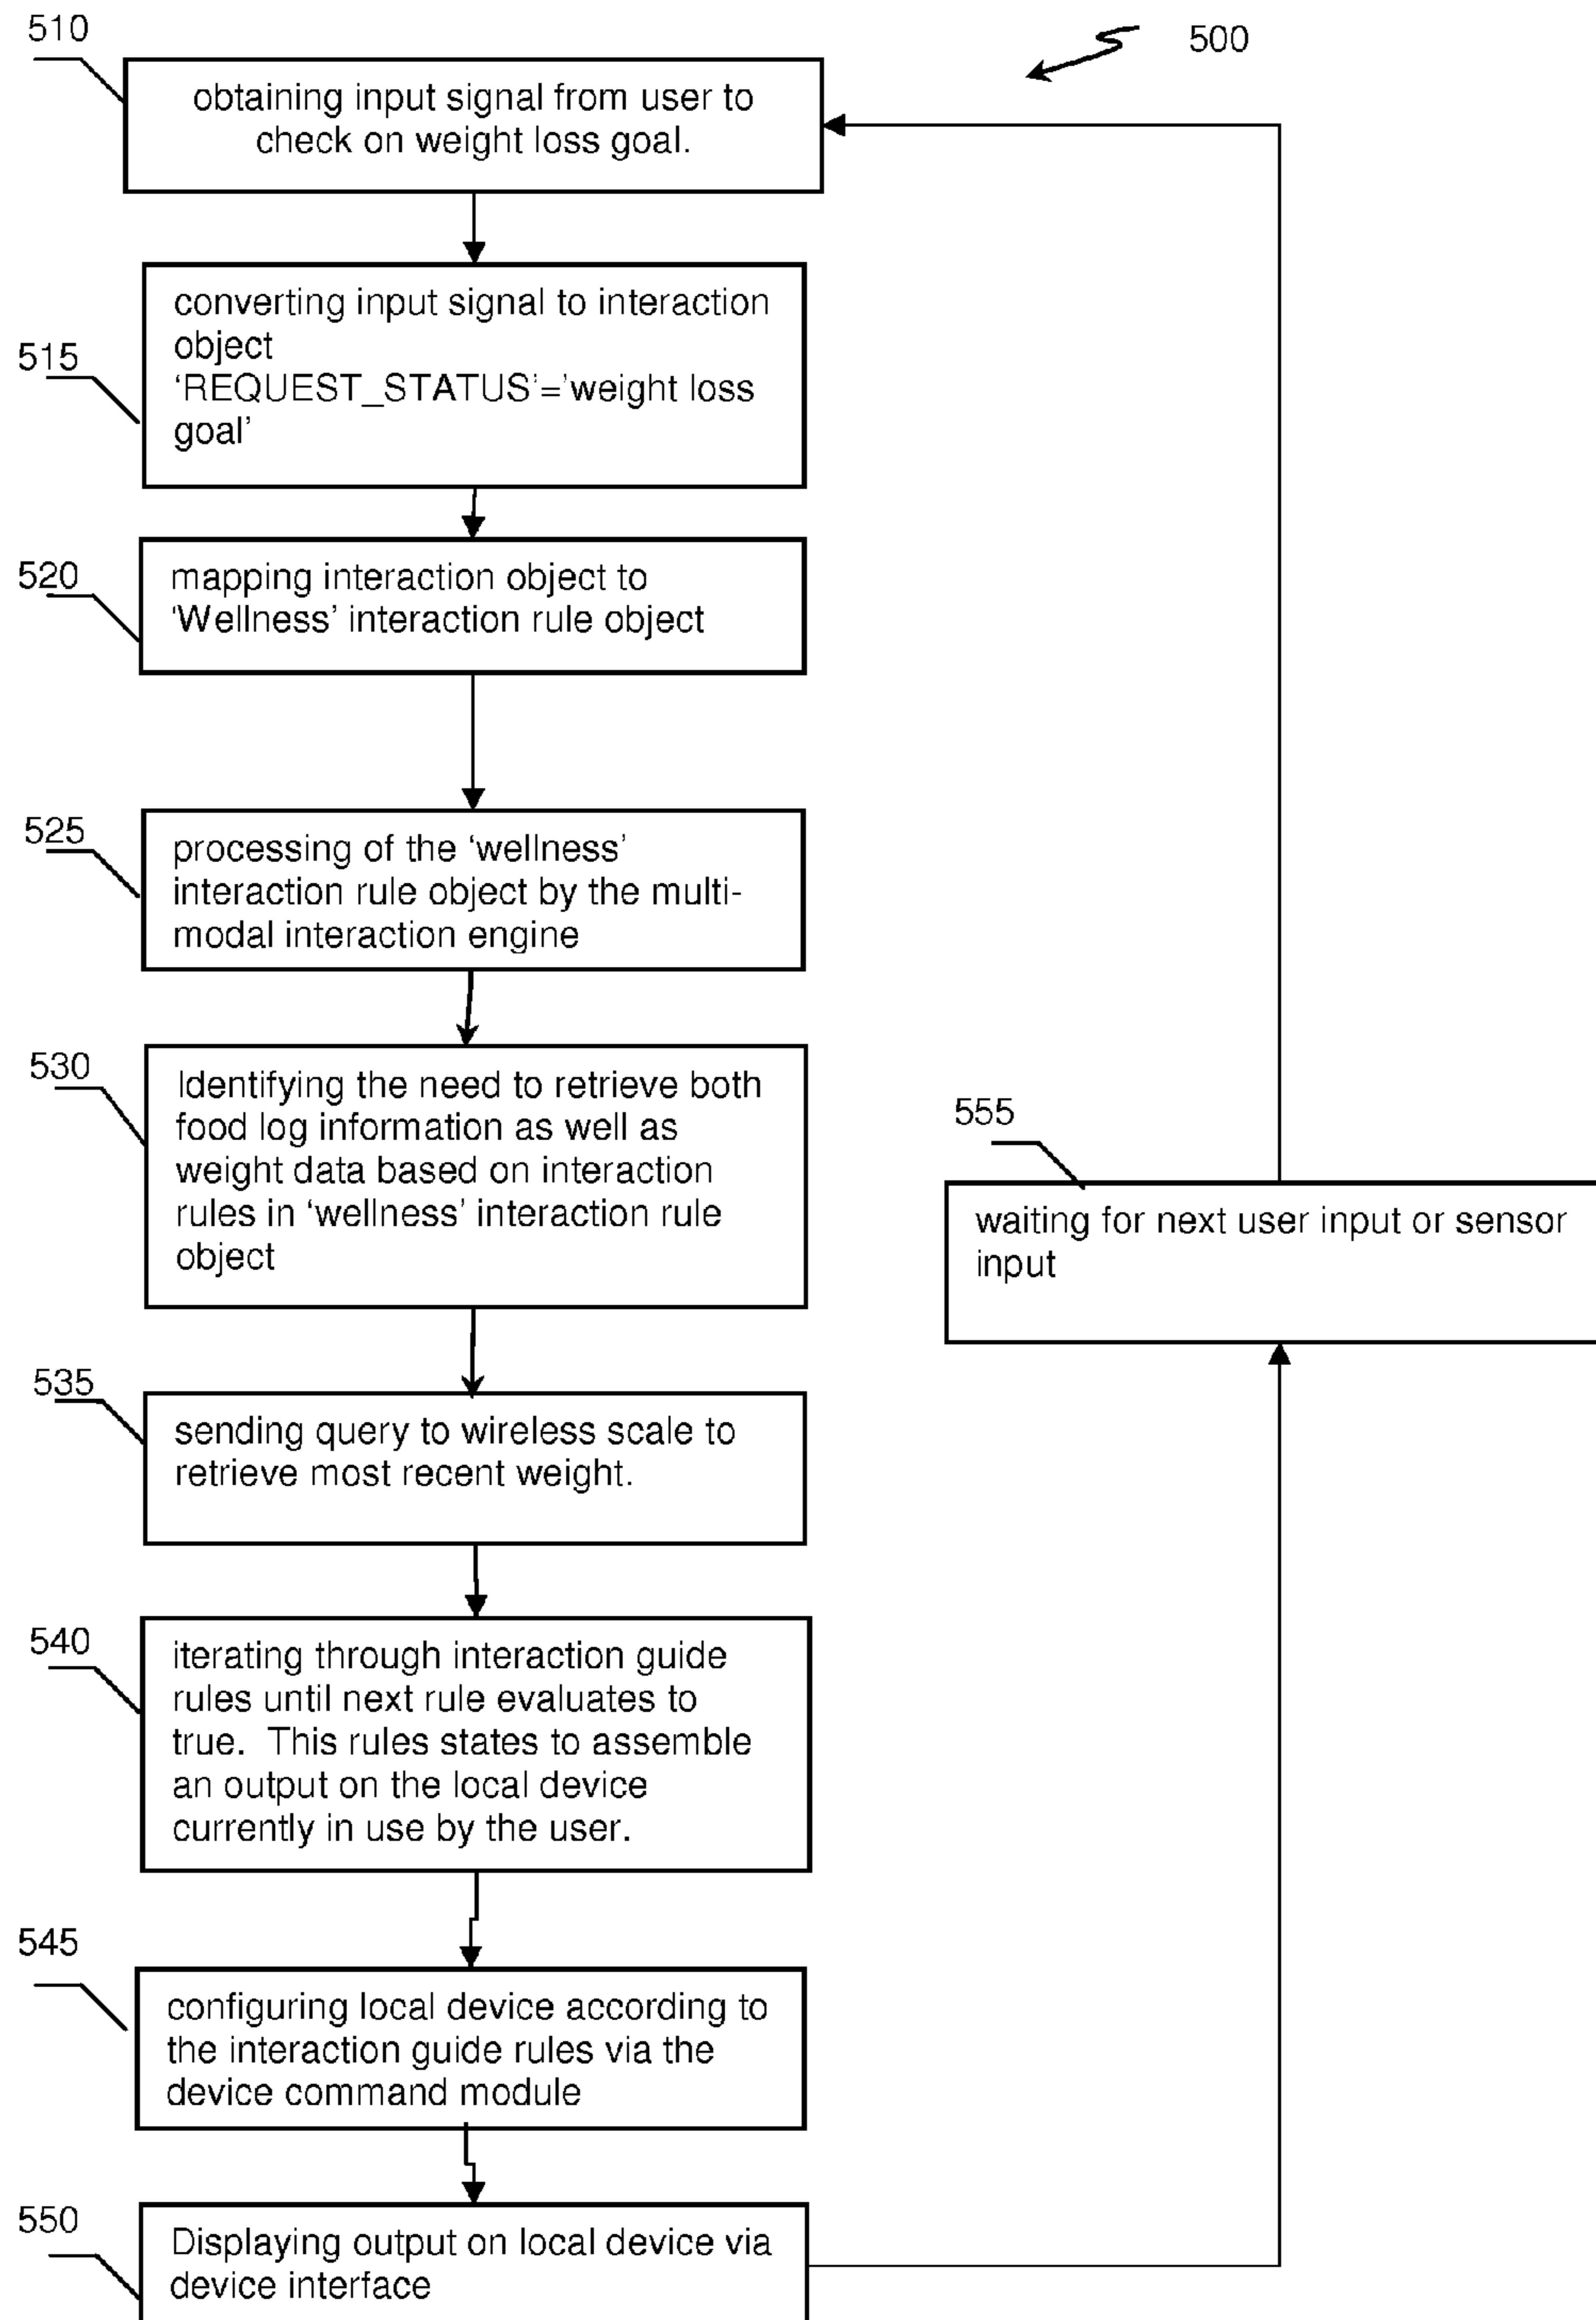 510
500
obtaining input signal from user to
check on weight loss goal.
515
converting input signal to interaction
object
‘REQUEST_STATUS’=’weight loss
goal’
520
mapping interaction object to
‘Wellness’ interaction rule object
525
processing of the ‘wellness’
interaction rule object by the multi-
modal interaction engine
530
Identifying the need to retrieve both
food log information as well as
weight data based on interaction
rules in ‘wellness’ interaction rule
object
555
waiting for next user input or sensor
input
535
sending query to wireless scale to
retrieve most recent weight.
540
iterating through interaction guide
rules until next rule evaluates to
true.  This rules states to assemble
an output on the local device
currently in use by the user.
545
configuring local device according to
the interaction guide rules via the
device command module
550
Displaying output on local device via
device interface